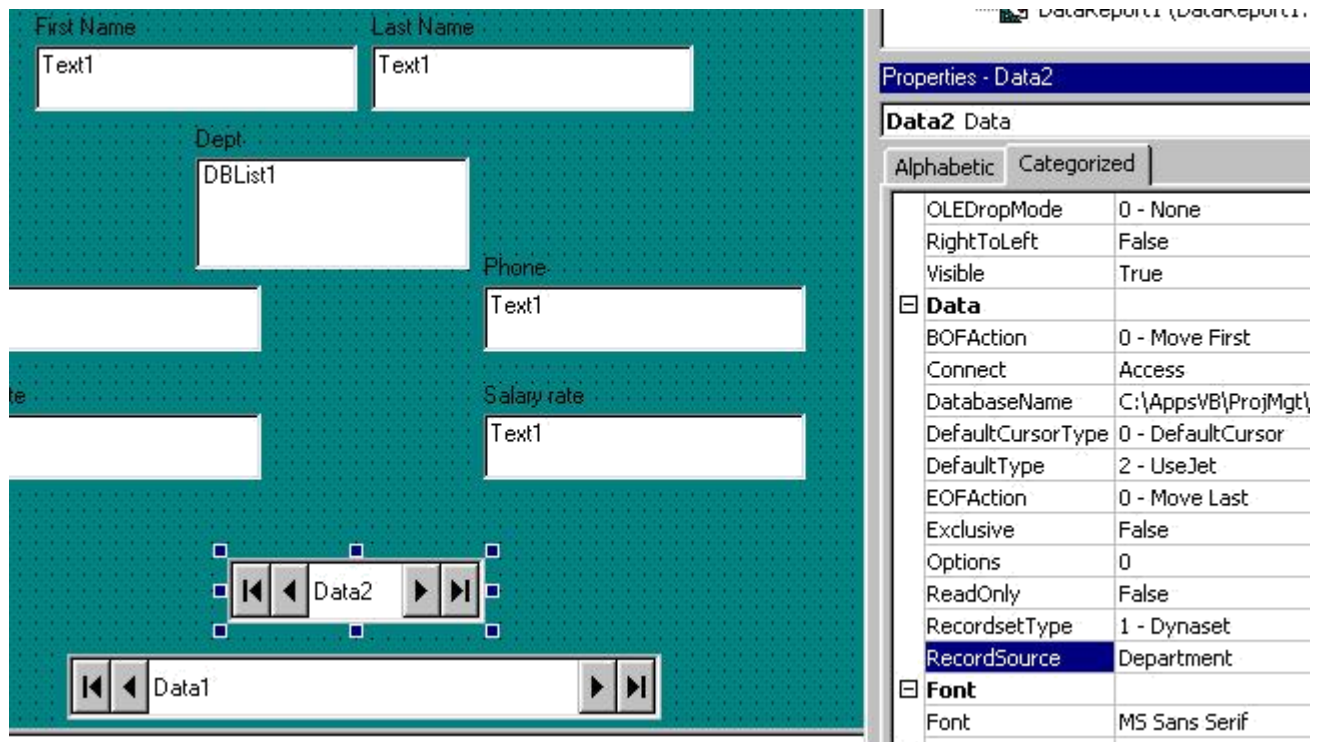 First Name Last Name
Text1 Text1
Dept
DBList1
Phone
Text1
te Salary rate
Text1
Data2
Data1
DataReport1 (DataReport1.
Properties - Data2
Data2 Data
Alphabetic Categorized
OLEDropMode 0 - None
RightToLeft False
Visible True
Data
BOFAction 0 - Move First
Connect Access
DatabaseName C:\AppsVB\ProjMgt\
DefaultCursorType 0 - DefaultCursor
DefaultType 2 - UseJet
EOFAction 0 - Move Last
Exclusive False
Options 0
ReadOnly False
RecordsetType 1 - Dynaset
RecordSource Department
Font
Font MS Sans Serif